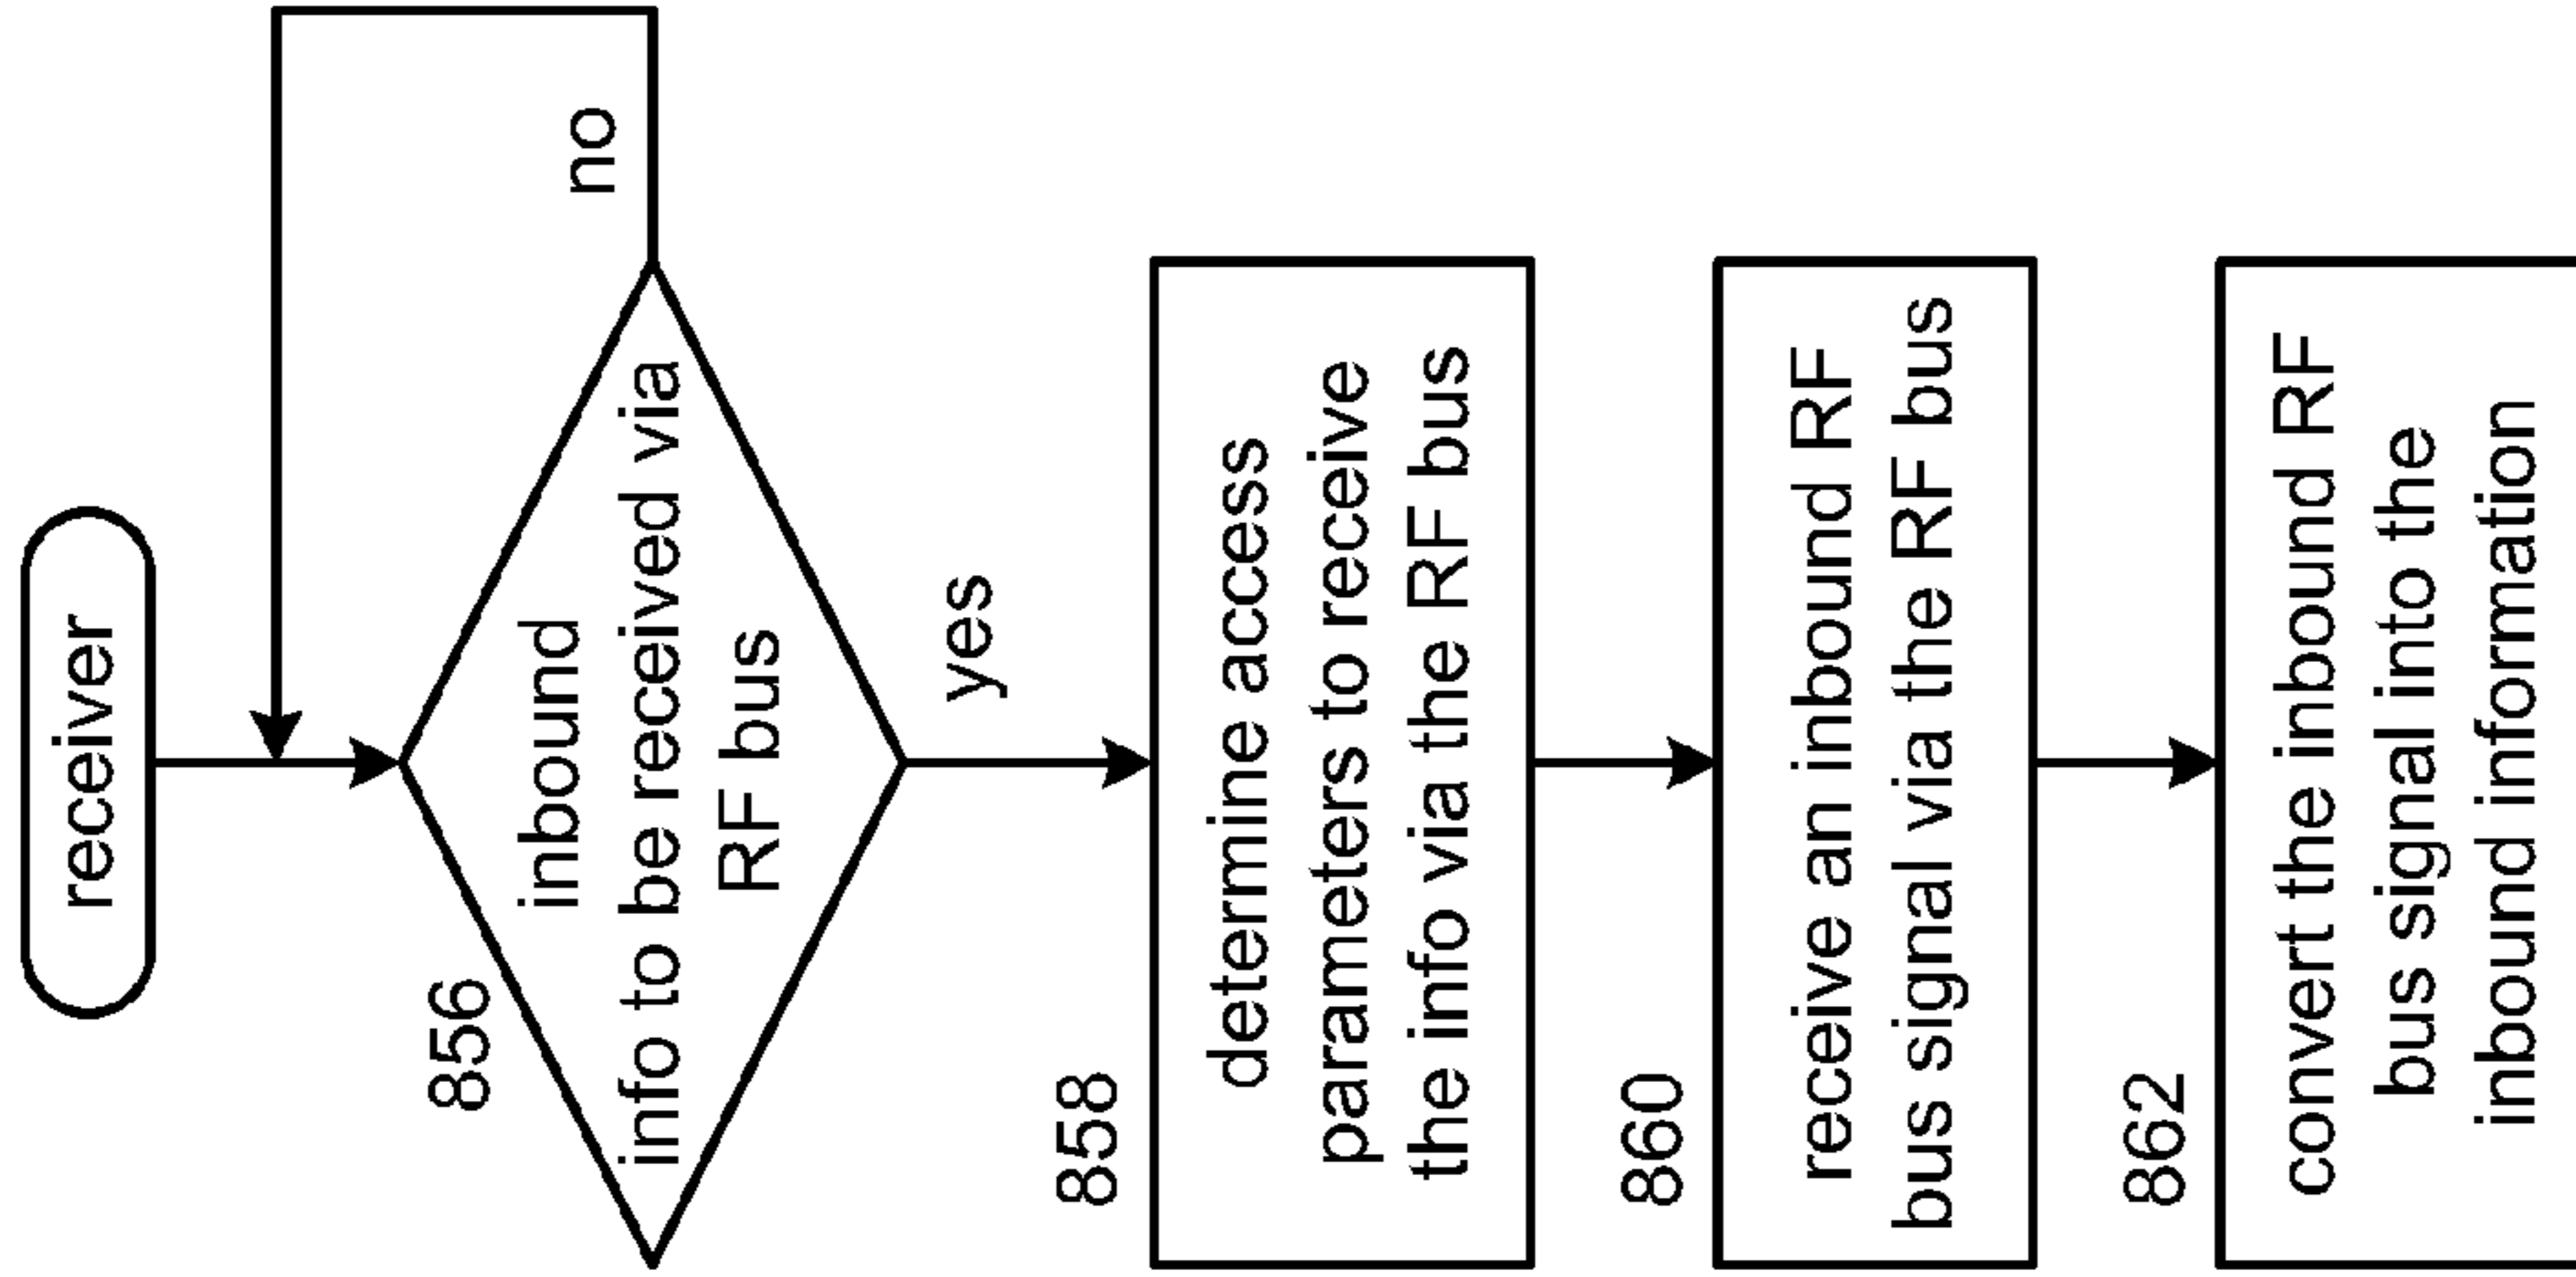 receiver
856
inbound
info to be received via
RF bus
no
yes
858
determine access
parameters to receive
the info via the RF bus
860
receive an inbound RF
bus signal via the RF bus
862
convert the inbound RF
bus signal into the
inbound information